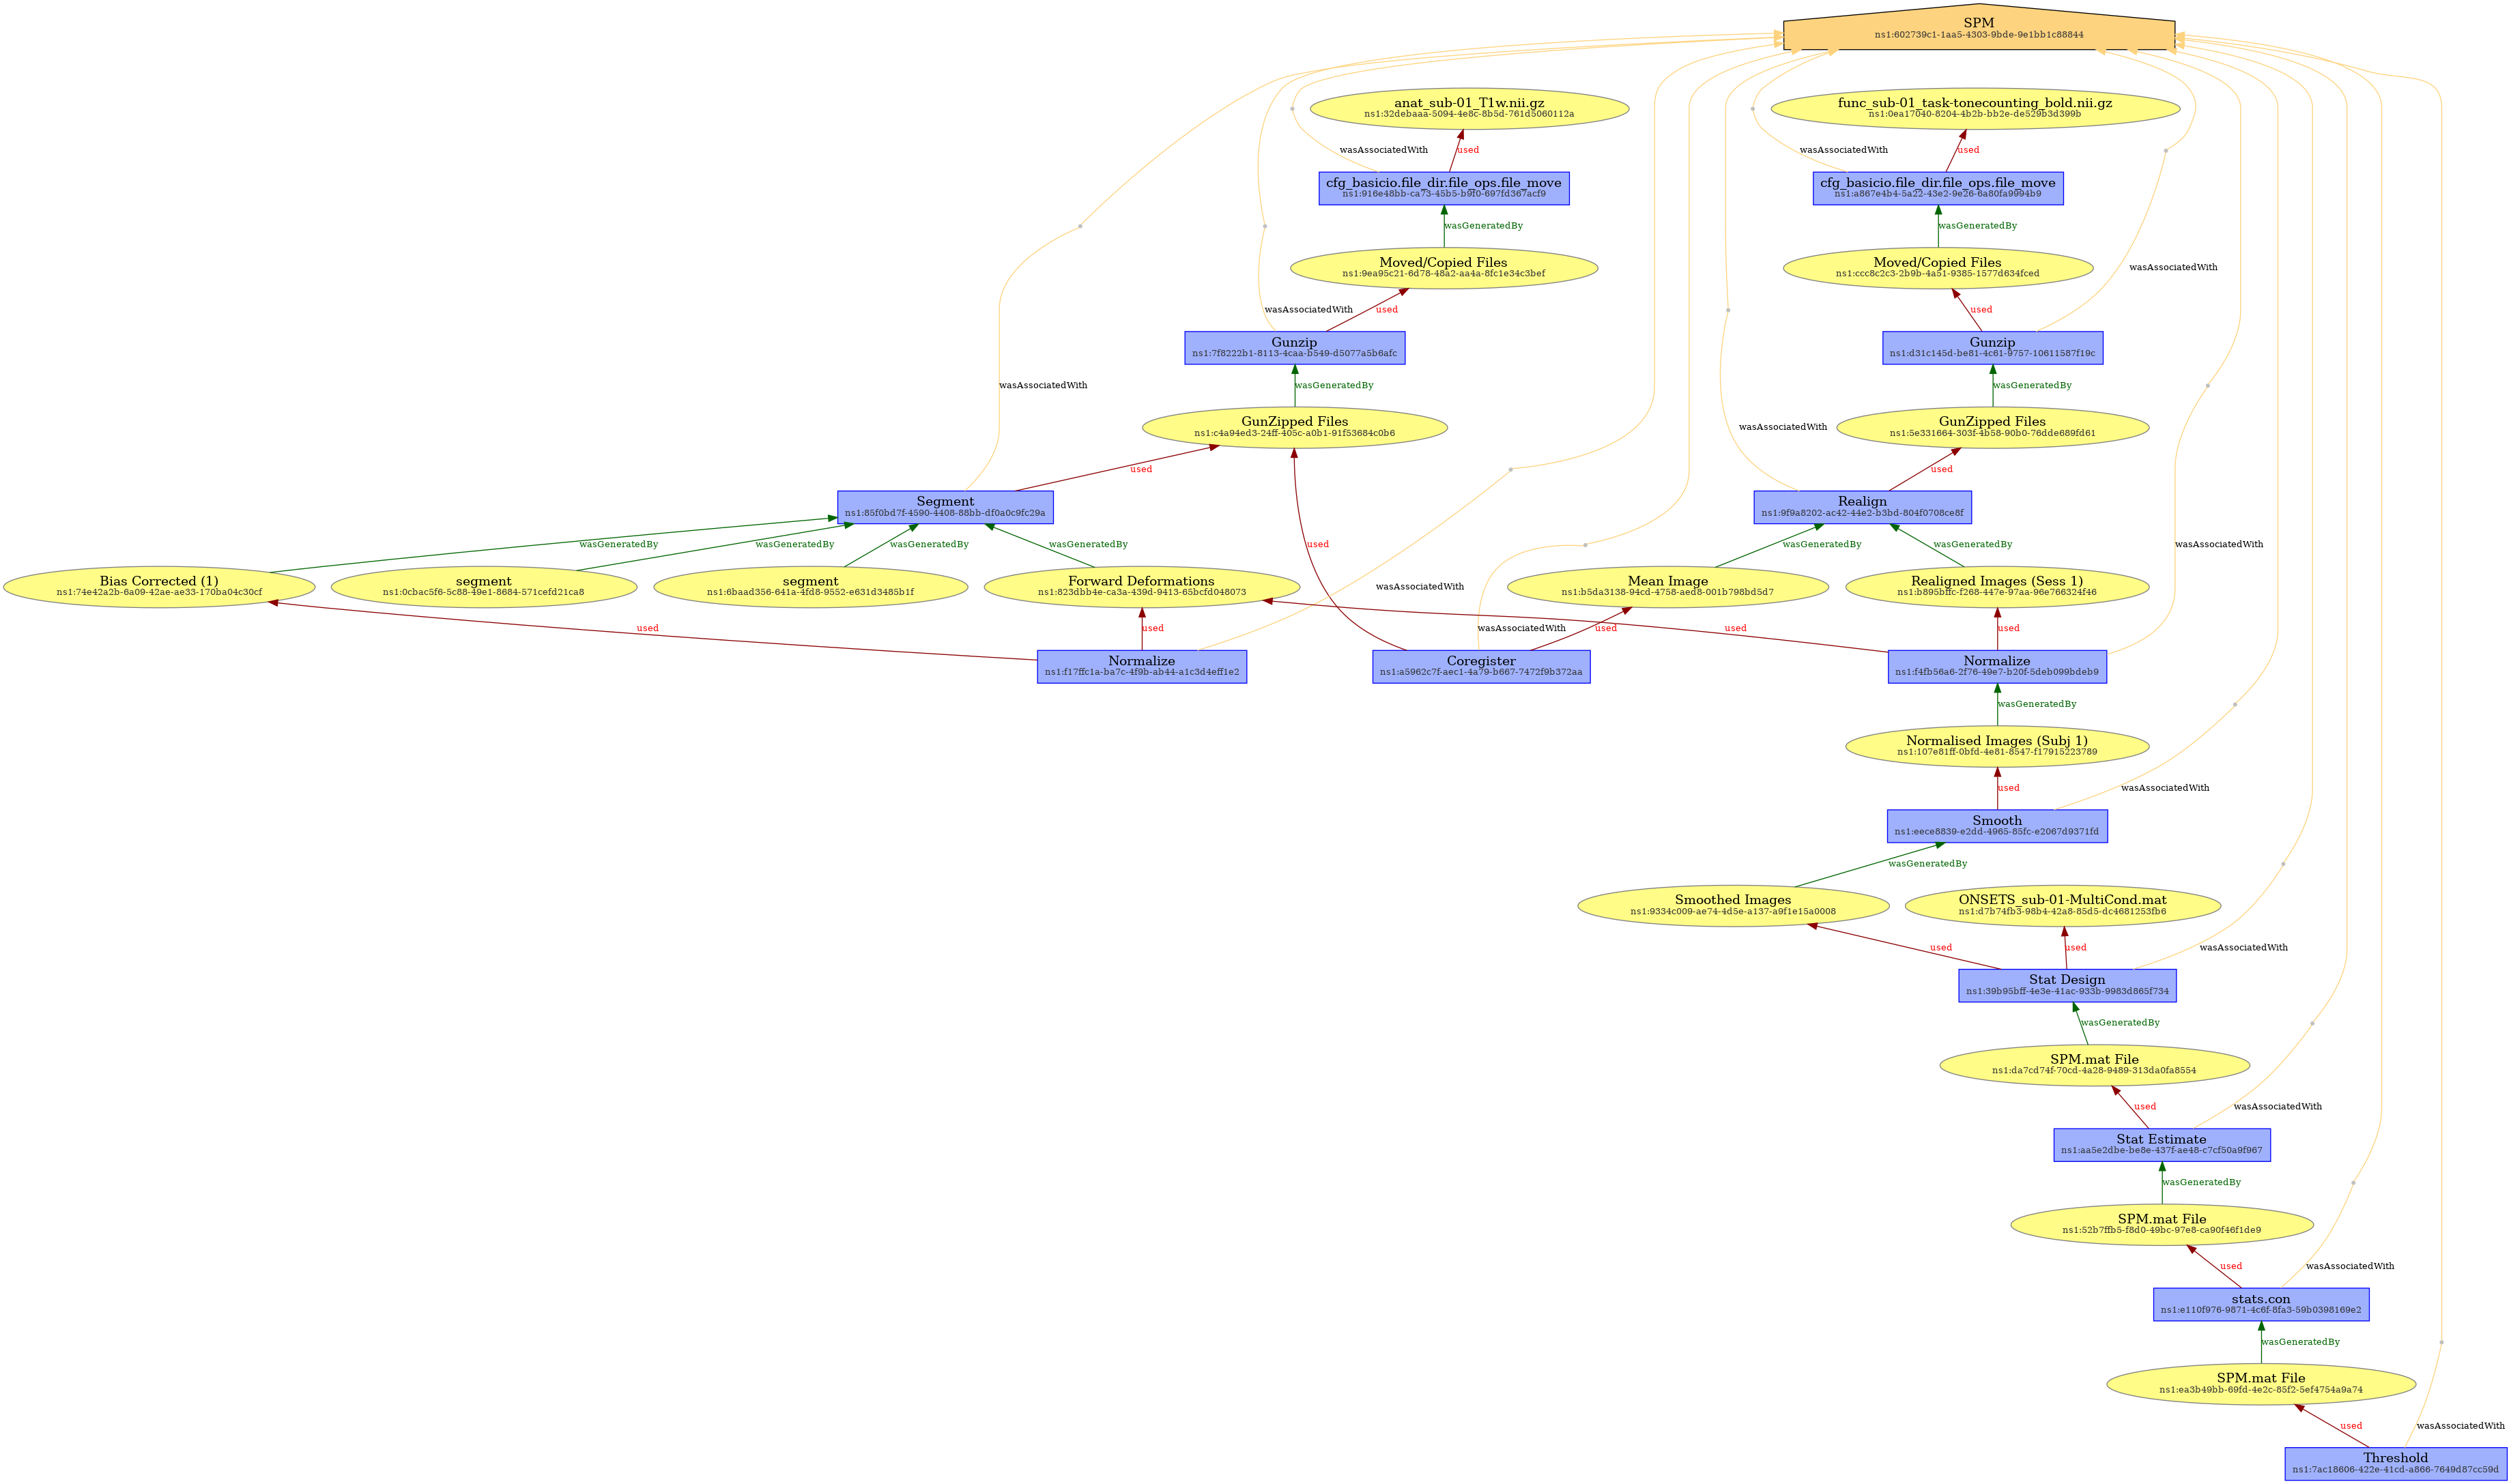 SPM
ns1:602739c1-1aa5-4303-9bde-9e1bb1c88844
anat_sub-01_T1w.nii.gz
ns1:32debaaa-5094-4e8c-8b5d-761d5060112a
func_sub-01_task-tonecounting_bold.nii.gz
ns1:0ea17040-8204-4b2b-bb2e-de529b3d399b
wasAssociatedWith
used
wasAssociatedWith
used
cfg_basicio.file_dir.file_ops.file_move
ns1:916e48bb-ca73-45b5-b9f0-697fd367acf9
cfg_basicio.file_dir.file_ops.file_move
ns1:a867e4b4-5a22-43e2-9e26-6a80fa9994b9
wasGeneratedBy
wasGeneratedBy
Moved/Copied Files
ns1:9ea95c21-6d78-48a2-aa4a-8fc1e34c3bef
Moved/Copied Files
ns1:ccc8c2c3-2b9b-4a51-9385-1577d634fced
wasAssociatedWith
wasAssociatedWith
used
used
Gunzip
ns1:7f8222b1-8113-4caa-b549-d5077a5b6afc
Gunzip
ns1:d31c145d-be81-4c61-9757-10611587f19c
wasAssociatedWith
wasGeneratedBy
wasGeneratedBy
GunZipped Files
ns1:c4a94ed3-24ff-405c-a0b1-91f53684c0b6
GunZipped Files
ns1:5e331664-303f-4b58-90b0-76dde689fd61
wasAssociatedWith
used
used
Segment
ns1:85f0bd7f-4590-4408-88bb-df0a0c9fc29a
Realign
ns1:9f9a8202-ac42-44e2-b3bd-804f0708ce8f
wasGeneratedBy
wasGeneratedBy
wasGeneratedBy
wasGeneratedBy
used
wasGeneratedBy
wasGeneratedBy
wasAssociatedWith
Bias Corrected (1)
ns1:74e42a2b-6a09-42ae-ae33-170ba04c30cf
segment
ns1:0cbac5f6-5c88-49e1-8684-571cefd21ca8
segment
ns1:6baad356-641a-4fd8-9552-e631d3485b1f
Forward Deformations
ns1:823dbb4e-ca3a-439d-9413-65bcfd048073
wasAssociatedWith
Mean Image
ns1:b5da3138-94cd-4758-aed8-001b798bd5d7
Realigned Images (Sess 1)
ns1:b895bffc-f268-447e-97aa-96e766324f46
used
used
wasAssociatedWith
used
used
used
Normalize
ns1:f17ffc1a-ba7c-4f9b-ab44-a1c3d4eff1e2
Coregister
ns1:a5962c7f-aec1-4a79-b667-7472f9b372aa
Normalize
ns1:f4fb56a6-2f76-49e7-b20f-5deb099bdeb9
wasGeneratedBy
Normalised Images (Subj 1)
ns1:107e81ff-0bfd-4e81-8547-f17915223789
used
wasAssociatedWith
Smooth
ns1:eece8839-e2dd-4965-85fc-e2067d9371fd
wasGeneratedBy
Smoothed Images
ns1:9334c009-ae74-4d5e-a137-a9f1e15a0008
ONSETS_sub-01-MultiCond.mat
ns1:d7b74fb3-98b4-42a8-85d5-dc4681253fb6
used
used
wasAssociatedWith
Stat Design
ns1:39b95bff-4e3e-41ac-933b-9983d865f734
wasGeneratedBy
SPM.mat File
ns1:da7cd74f-70cd-4a28-9489-313da0fa8554
used
wasAssociatedWith
Stat Estimate
ns1:aa5e2dbe-be8e-437f-ae48-c7cf50a9f967
wasGeneratedBy
SPM.mat File
ns1:52b7ffb5-f8d0-49bc-97e8-ca90f46f1de9
used
wasAssociatedWith
stats.con
ns1:e110f976-9871-4c6f-8fa3-59b0398169e2
wasGeneratedBy
SPM.mat File
ns1:ea3b49bb-69fd-4e2c-85f2-5ef4754a9a74
used
wasAssociatedWith
Threshold
ns1:7ac18606-422e-41cd-a866-7649d87cc59d